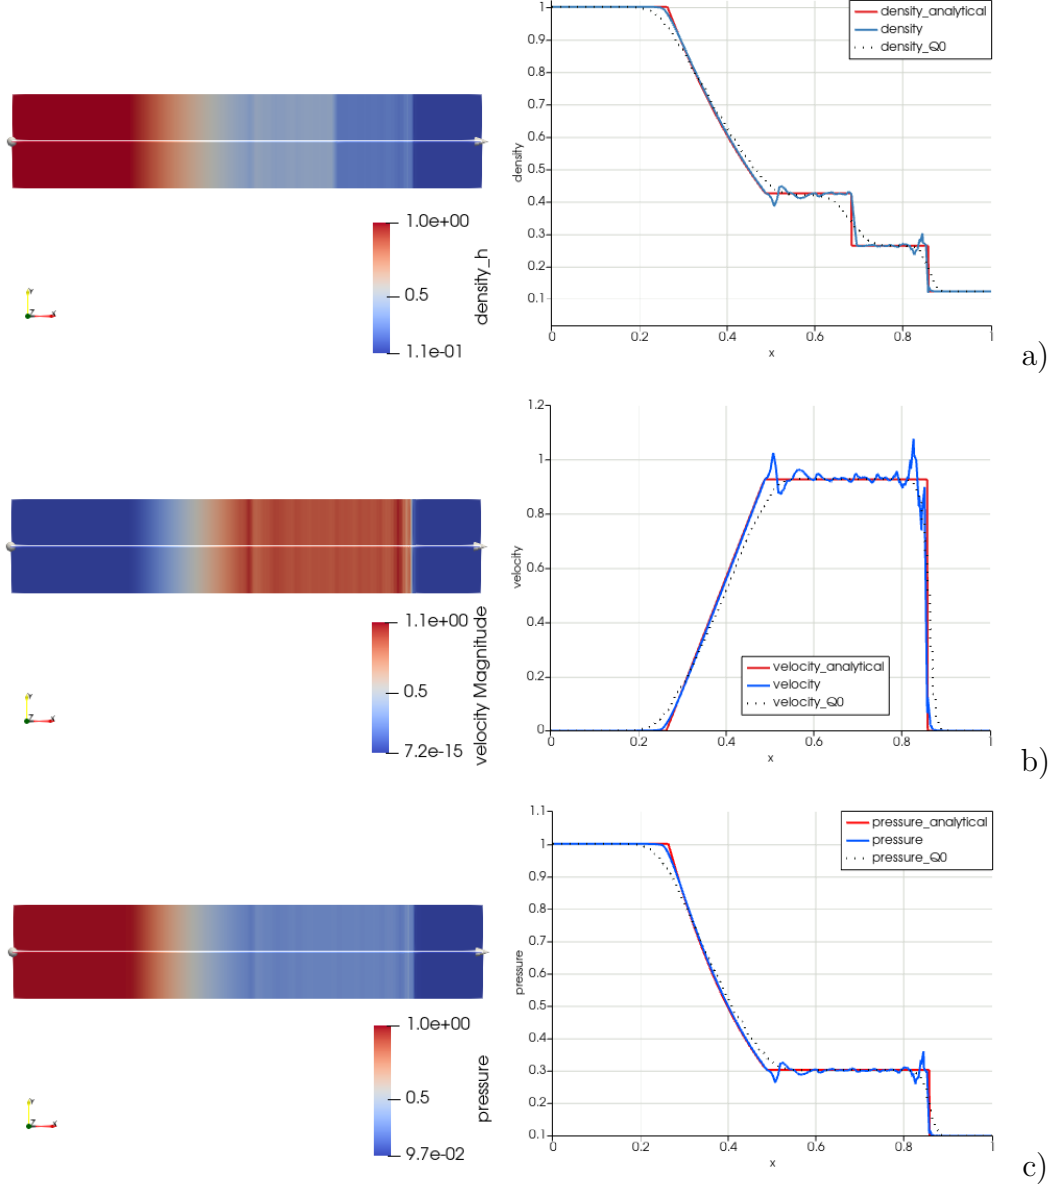 1
0.9
0.8
0.7
0.6
0.5
0.4
0.3
0.2
0.1
0
0.2
0.4
0.6
0.8
1
x
density
density_analytical
density
density_Q0
1.0e+00
0.5
1.1e-01
density_h
Y
Z
X
a)
1.2
1
0.8
0.6
0.4
0.2
0
0
0.2
0.4
0.6
0.8
1
x
velocity
velocity_analytical
velocity
velocity_Q0
1.1e+00
0.5
7.2e-15
velocity Magnitude
Y
Z
X
b)
1.1
1
0.9
0.8
0.7
0.6
0.5
0.4
0.3
0.2
0.1
0
0.2
0.4
0.6
0.8
1
x
pressure
pressure_analytical
pressure
pressure_Q0
1.0e+00
0.5
9.7e-02
pressure
Y
Z
X
c)